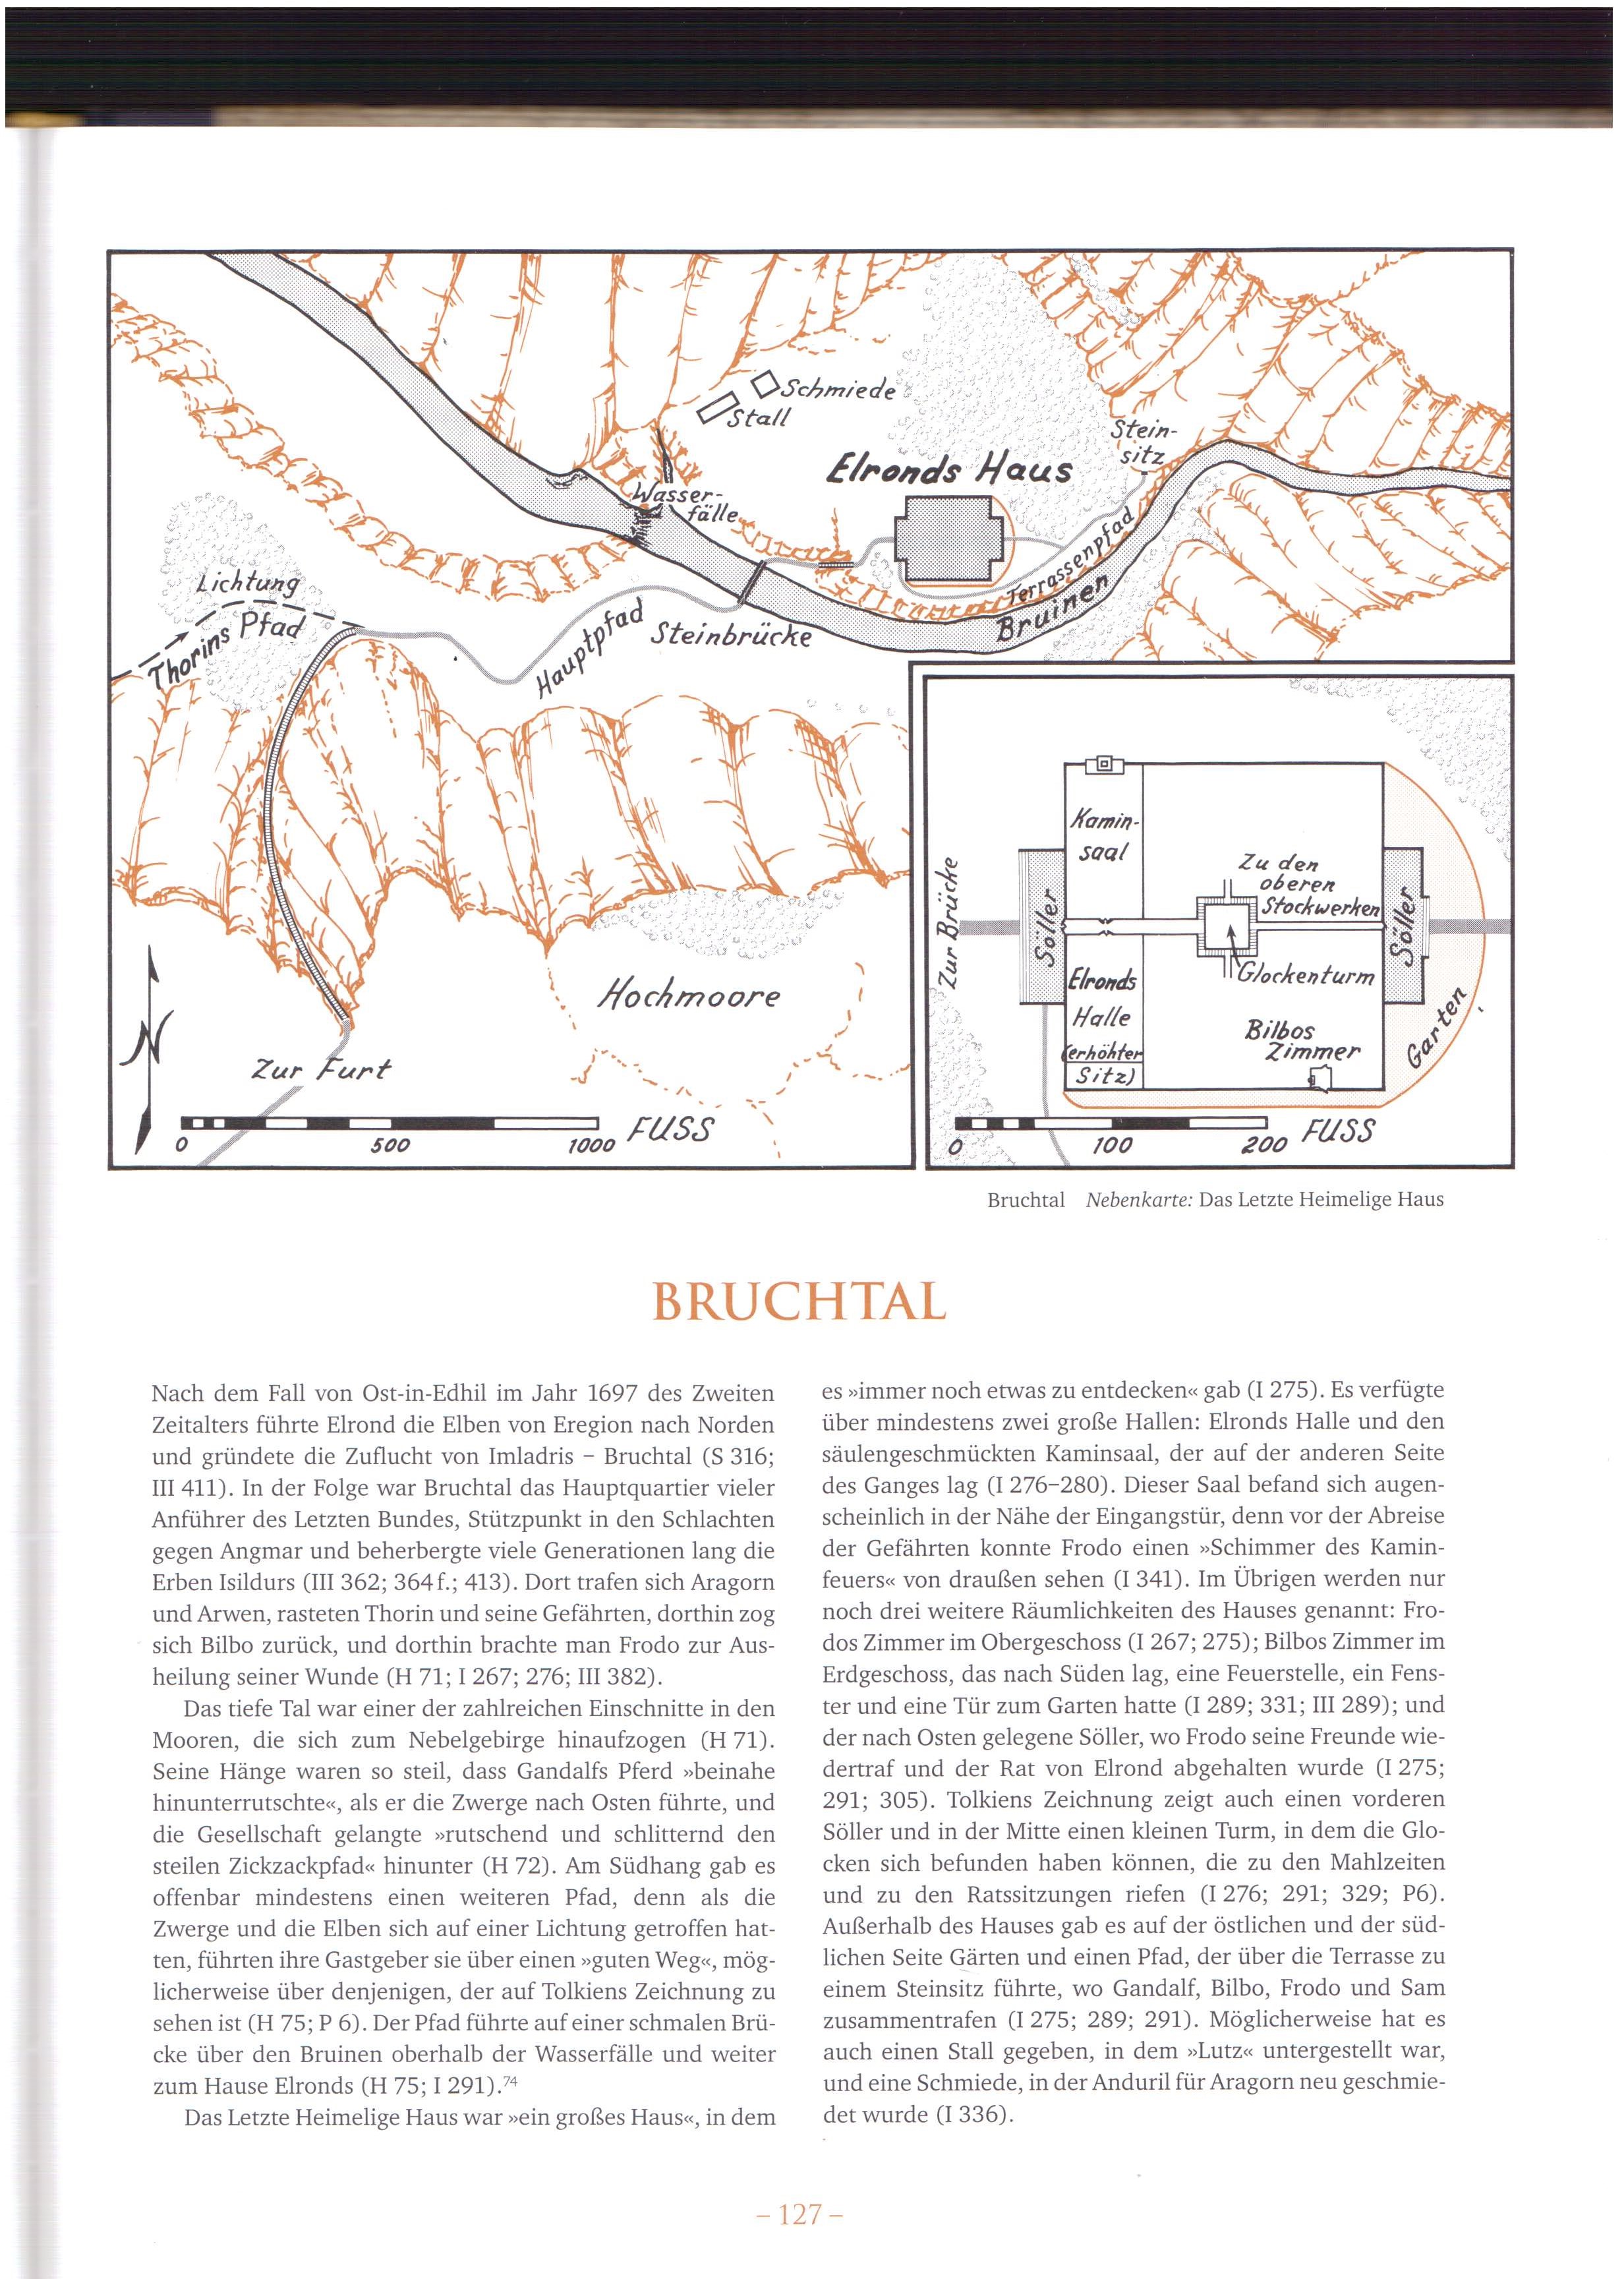 Schmiede
Stall
Stein-
sitz
Elronds Haus
Wasser-
fälle
Terrassenpfad
Bruinen
Lichtung
Thorins Pfad
Hauptpfad
Steinbrücke
Hochmoore
N
Zur Furt
0 500 1000 FUSS
Kamin-
saal
Zu den
oberen
Stockwerken
Zur Brücke
Söller
Söller
Glockenturm
Elronds
Halle
(erhöhter
Sitz)
Bilbos
Zimmer
Garten
0 100 200 FUSS
Bruchtal Nebenkarte: Das Letzte Heimelige Haus
BRUCHTAL
Nach dem Fall von Ost-in-Edhil im Jahr 1697 des Zweiten
Zeitalters führte Elrond die Elben von Eregion nach Norden
und gründete die Zuflucht von Imladris – Bruchtal (S 316;
III 411). In der Folge war Bruchtal das Hauptquartier vieler
Anführer des Letzten Bundes, Stützpunkt in den Schlachten
gegen Angmar und beherbergte viele Generationen lang die
Erben Isildurs (III 362; 364 f.; 413). Dort trafen sich Aragorn
und Arwen, rasteten Thorin und seine Gefährten, dorthin zog
sich Bilbo zurück, und dorthin brachte man Frodo zur Aus-
heilung seiner Wunde (H 71; I 267; 276; III 382).
Das tiefe Tal war einer der zahlreichen Einschnitte in den
Mooren, die sich zum Nebelgebirge hinaufzogen (H 71).
Seine Hänge waren so steil, dass Gandalfs Pferd »beinahe
hinunterrutschte«, als er die Zwerge nach Osten führte, und
die Gesellschaft gelangte »rutschend und schlitternd den
steilen Zickzackpfad« hinunter (H 72). Am Südhang gab es
offenbar mindestens einen weiteren Pfad, denn als die
Zwerge und die Elben sich auf einer Lichtung getroffen hat-
ten, führten ihre Gastgeber sie über einen »guten Weg«, mög-
licherweise über denjenigen, der auf Tolkiens Zeichnung zu
sehen ist (H 75; P 6). Der Pfad führte auf einer schmalen Brü-
cke über den Bruinen oberhalb der Wasserfälle und weiter
zum Hause Elronds (H 75; I 291).74
Das Letzte Heimelige Haus war »ein großes Haus«, in dem
es »immer noch etwas zu entdecken« gab (I 275). Es verfügte
über mindestens zwei große Hallen: Elronds Halle und den
säulengeschmückten Kaminsaal, der auf der anderen Seite
des Ganges lag (I 276–280). Dieser Saal befand sich augen-
scheinlich in der Nähe der Eingangstür, denn vor der Abreise
der Gefährten konnte Frodo einen »Schimmer des Kamin-
feuers« von draußen sehen (I 341). Im Übrigen werden nur
noch drei weitere Räumlichkeiten des Hauses genannt: Fro-
dos Zimmer im Obergeschoss (I 267; 275); Bilbos Zimmer im
Erdgeschoss, das nach Süden lag, eine Feuerstelle, ein Fens-
ter und eine Tür zum Garten hatte (I 289; 331; III 289); und
der nach Osten gelegene Söller, wo Frodo seine Freunde wie-
dertraf und der Rat von Elrond abgehalten wurde (I 275;
291; 305). Tolkiens Zeichnung zeigt auch einen vorderen
Söller und in der Mitte einen kleinen Turm, in dem die Glo-
cken sich befunden haben können, die zu den Mahlzeiten
und zu den Ratssitzungen riefen (I 276; 291; 329; P6).
Außerhalb des Hauses gab es auf der östlichen und der süd-
lichen Seite Gärten und einen Pfad, der über die Terrasse zu
einem Steinsitz führte, wo Gandalf, Bilbo, Frodo und Sam
zusammentrafen (I 275; 289; 291). Möglicherweise hat es
auch einen Stall gegeben, in dem »Lutz« untergestellt war,
und eine Schmiede, in der Anduril für Aragorn neu geschmie-
det wurde (I 336).
– 127 –